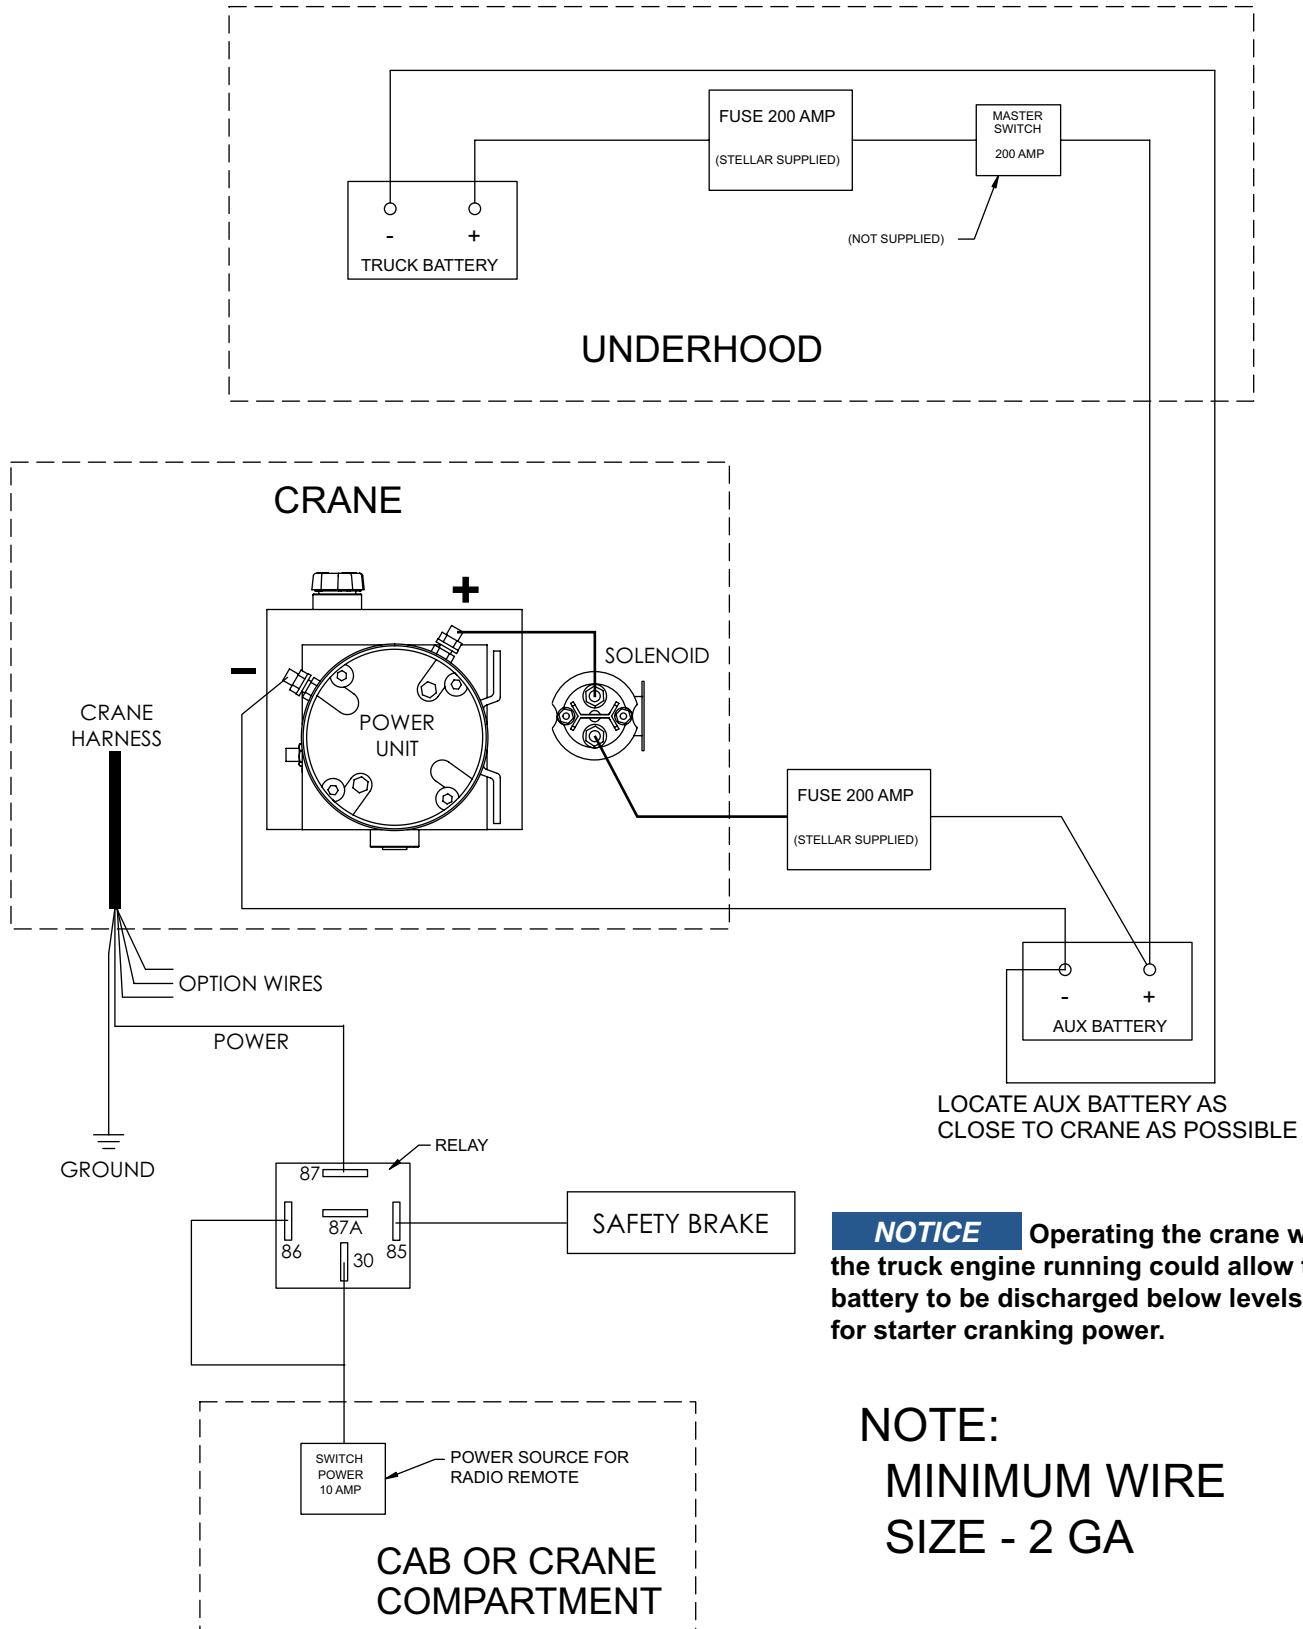 FUSE 200 AMP
(STELLAR SUPPLIED)
MASTER
SWITCH
200 AMP
(NOT SUPPLIED)
- +
TRUCK BATTERY
UNDERHOOD
CRANE
+
-
SOLENOID
CRANE
HARNESS
POWER
UNIT
FUSE 200 AMP
(STELLAR SUPPLIED)
OPTION WIRES
- +
AUX BATTERY
POWER
LOCATE AUX BATTERY AS
CLOSE TO CRANE AS POSSIBLE
GROUND
RELAY
87
87A
86
85
30
SAFETY BRAKE
NOTICE Operating the crane w
the truck engine running could allow t
battery to be discharged below levels
for starter cranking power.
SWITCH
POWER
10 AMP
POWER SOURCE FOR
RADIO REMOTE
NOTE:
MINIMUM WIRE
SIZE - 2 GA
CAB OR CRANE
COMPARTMENT